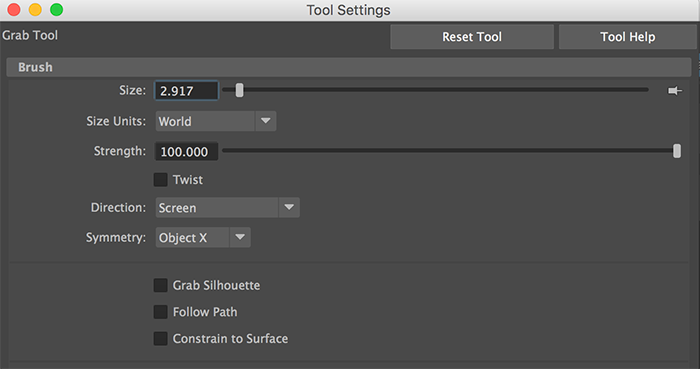 Tool Settings
Grab Tool Reset Tool Tool Help
Brush
Size: 2.917
Size Units: World
Strength: 100.000
Twist
Direction: Screen
Symmetry: Object X
Grab Silhouette
Follow Path
Constrain to Surface